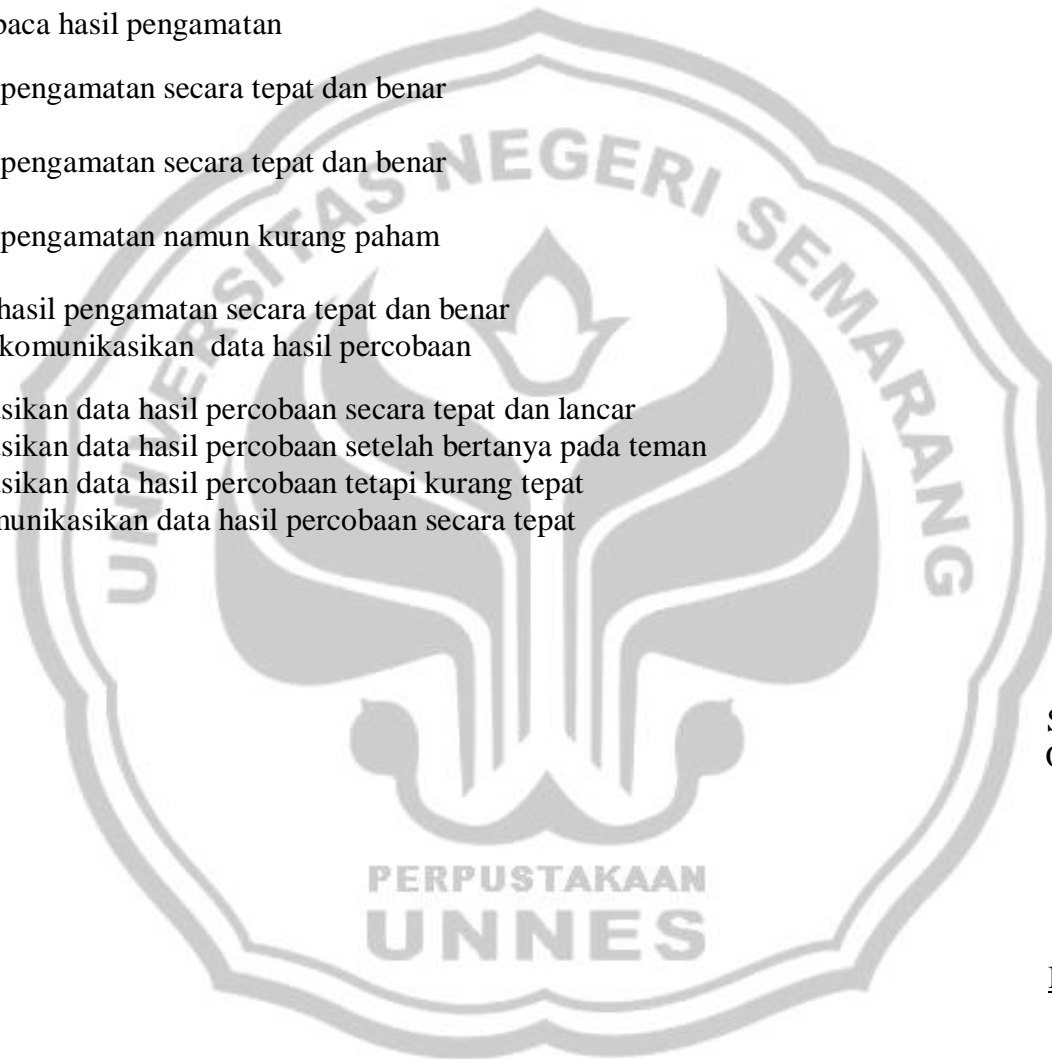 baca hasil pengamatan
pengamatan secara tepat dan benar
pengamatan secara tepat dan benar
pengamatan namun kurang paham
hasil pengamatan secara tepat dan benar
komunikasikan data hasil percobaan
sikan data hasil percobaan secara tepat dan lancar
sikan data hasil percobaan setelah bertanya pada teman
sikan data hasil percobaan tetapi kurang tepat
munikasikan data hasil percobaan secara tepat
UNIVERSITAS NEGERI SEMARANG
PERPUSTAKAAN
UNNES